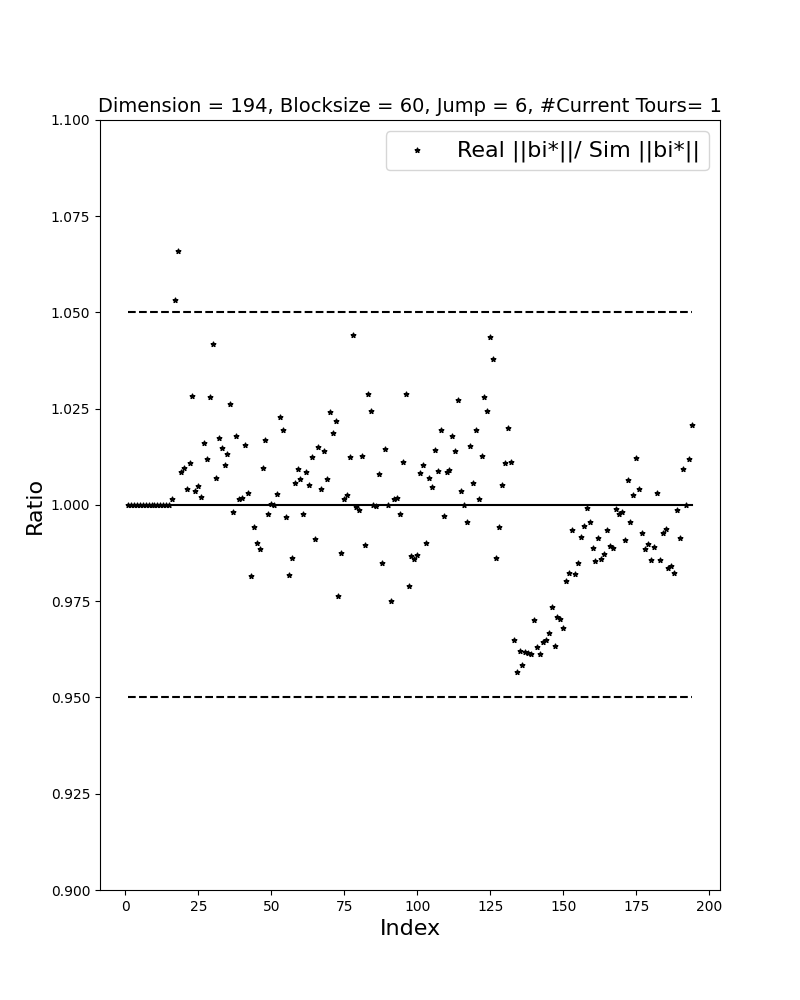 Dimension = 194, Blocksize = 60, Jump = 6, #Current Tours= 1
Real ||bi*||/ Sim ||bi*||
1.100
1.075
1.050
1.025
1.000
0.975
0.950
0.925
0.900
Ratio
0 25 50 75 100 125 150 175 200
Index